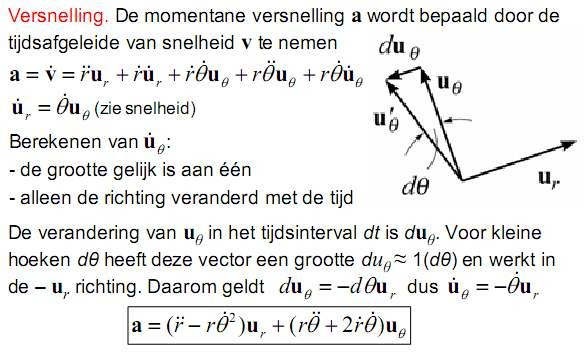 Versnelling. De momentane versnelling a wordt bepaald door de
tijdsafgeleide van snelheid v te nemen
a = v̇ = r̈u_r + ṙu̇_r + ṙθ̇u_θ + rθ̈u_θ + rθ̇u̇_θ
u̇_r = θ̇u_θ (zie snelheid)
Berekenen van u̇_θ:
- de grootte gelijk is aan één
- alleen de richting veranderd met de tijd
du_θ
u_θ
u'_θ
dθ
u_r
De verandering van u_θ in het tijdsinterval dt is du_θ. Voor kleine
hoeken dθ heeft deze vector een grootte du_θ ≈ 1(dθ) en werkt in
de – u_r richting. Daarom geldt du_θ = –dθu_r dus u̇_θ = –θ̇u_r
a = (r̈ – rθ̇²)u_r + (rθ̈ + 2ṙθ̇)u_θ